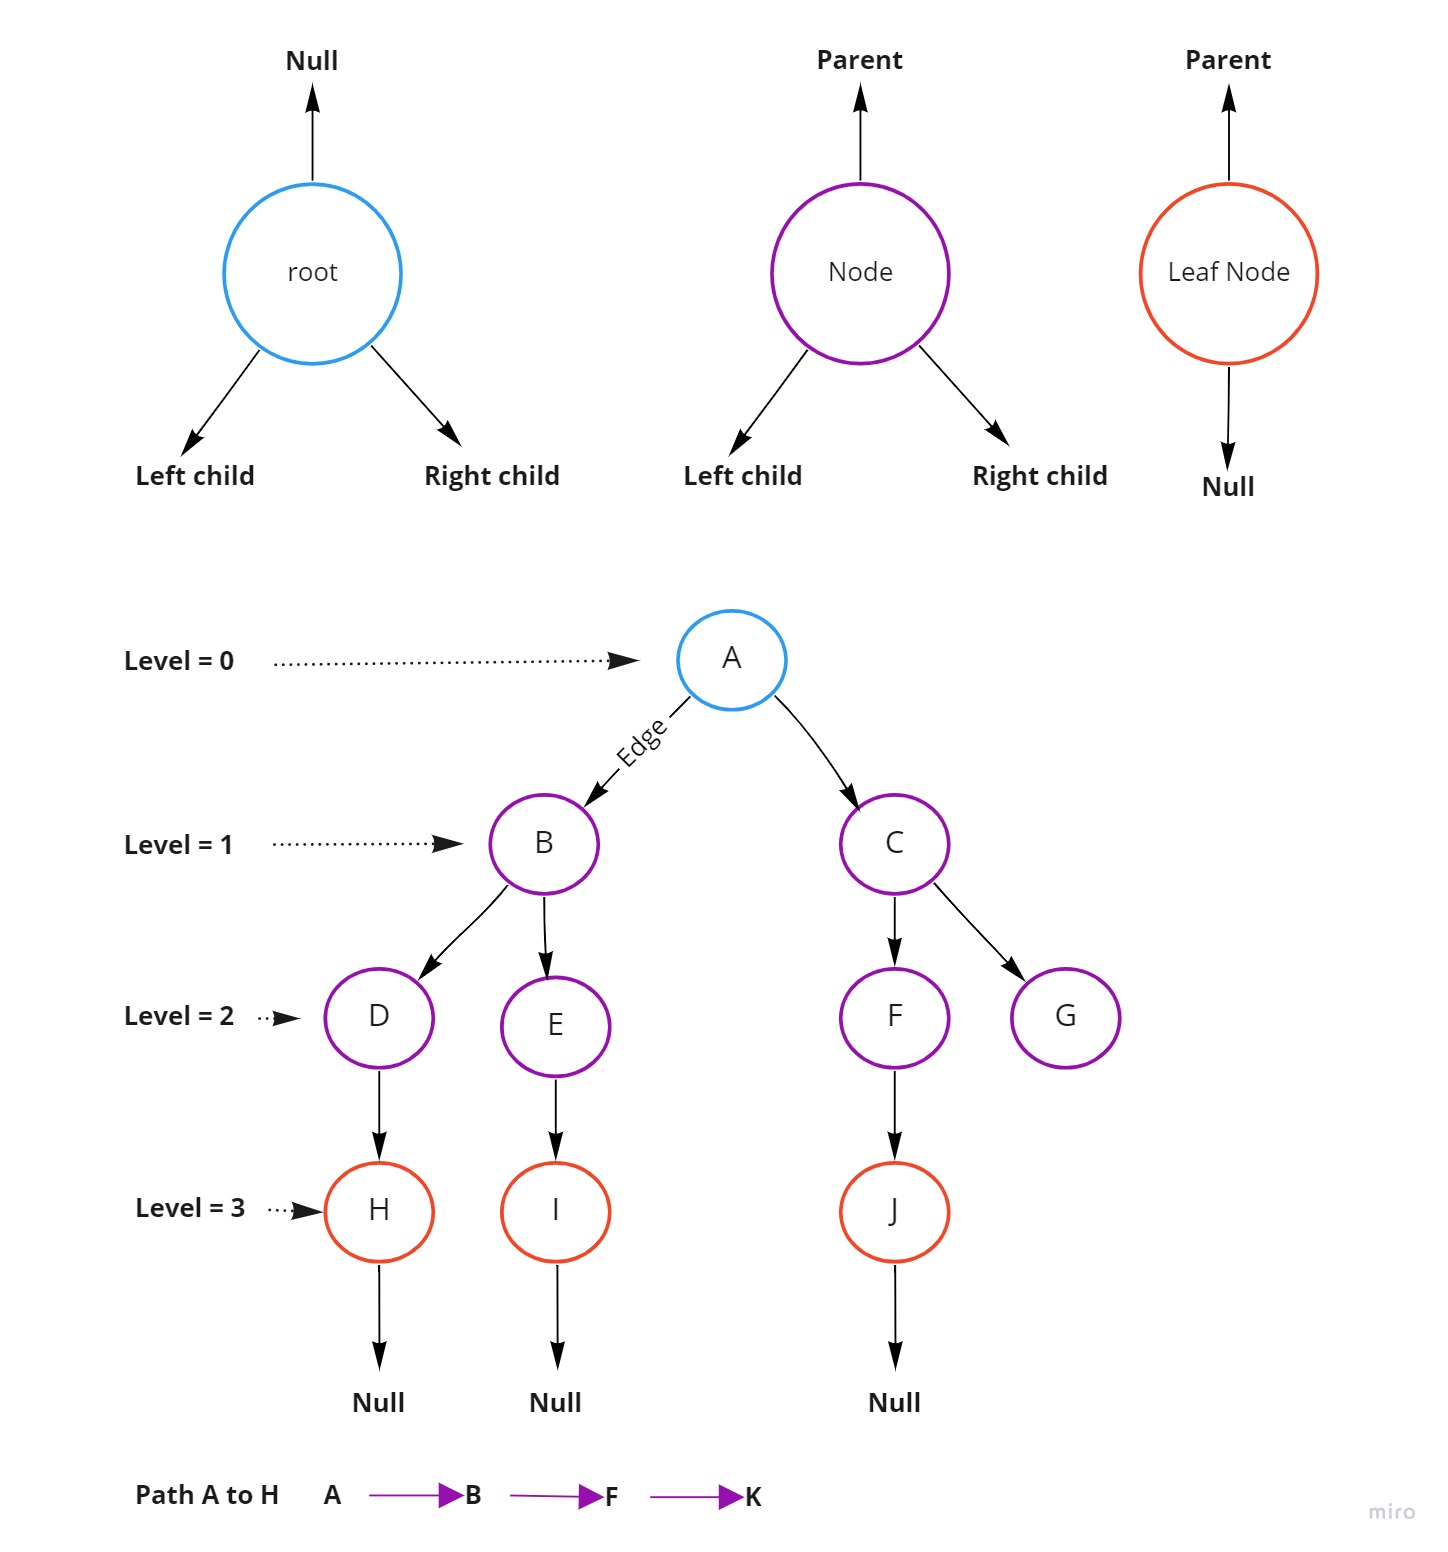 Null
Parent
Parent
root
Node
Leaf Node
Left child
Right child
Left child
Right child
Null
Level = 0
A
Edge
Level = 1
B
C
Level = 2
D
E
F
G
Level = 3
H
I
J
Null
Null
Null
Path A to H A B F K
miro